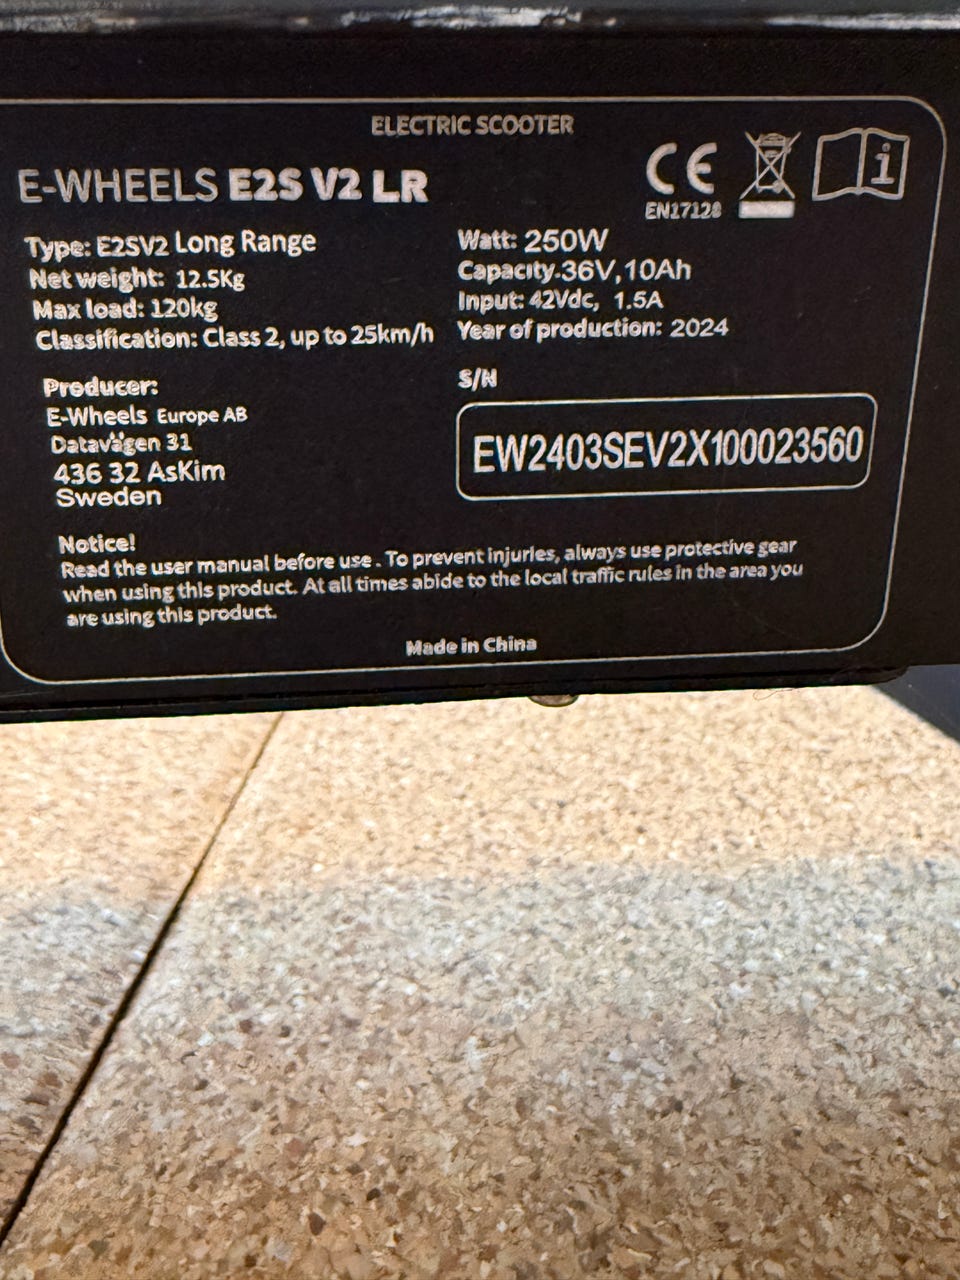 ELECTRIC SCOOTER
E-WHEELS E2S V2 LR
CE
EN17128
i
Type: E2SV2 Long Range
Net weight: 12.5Kg
Max load: 120kg
Classification: Class 2, up to 25km/h
Watt: 250W
Capacity.36V,10Ah
Input: 42Vdc, 1.5A
Year of production: 2024
Producer:
E-Wheels Europe AB
Datavägen 31
436 32 AsKim
Sweden
S/N
EW2403SEV2X100023560
Notice!
Read the user manual before use . To prevent injuries, always use protective gear
when using this product. At all times abide to the local traffic rules in the area you
are using this product.
Made in China